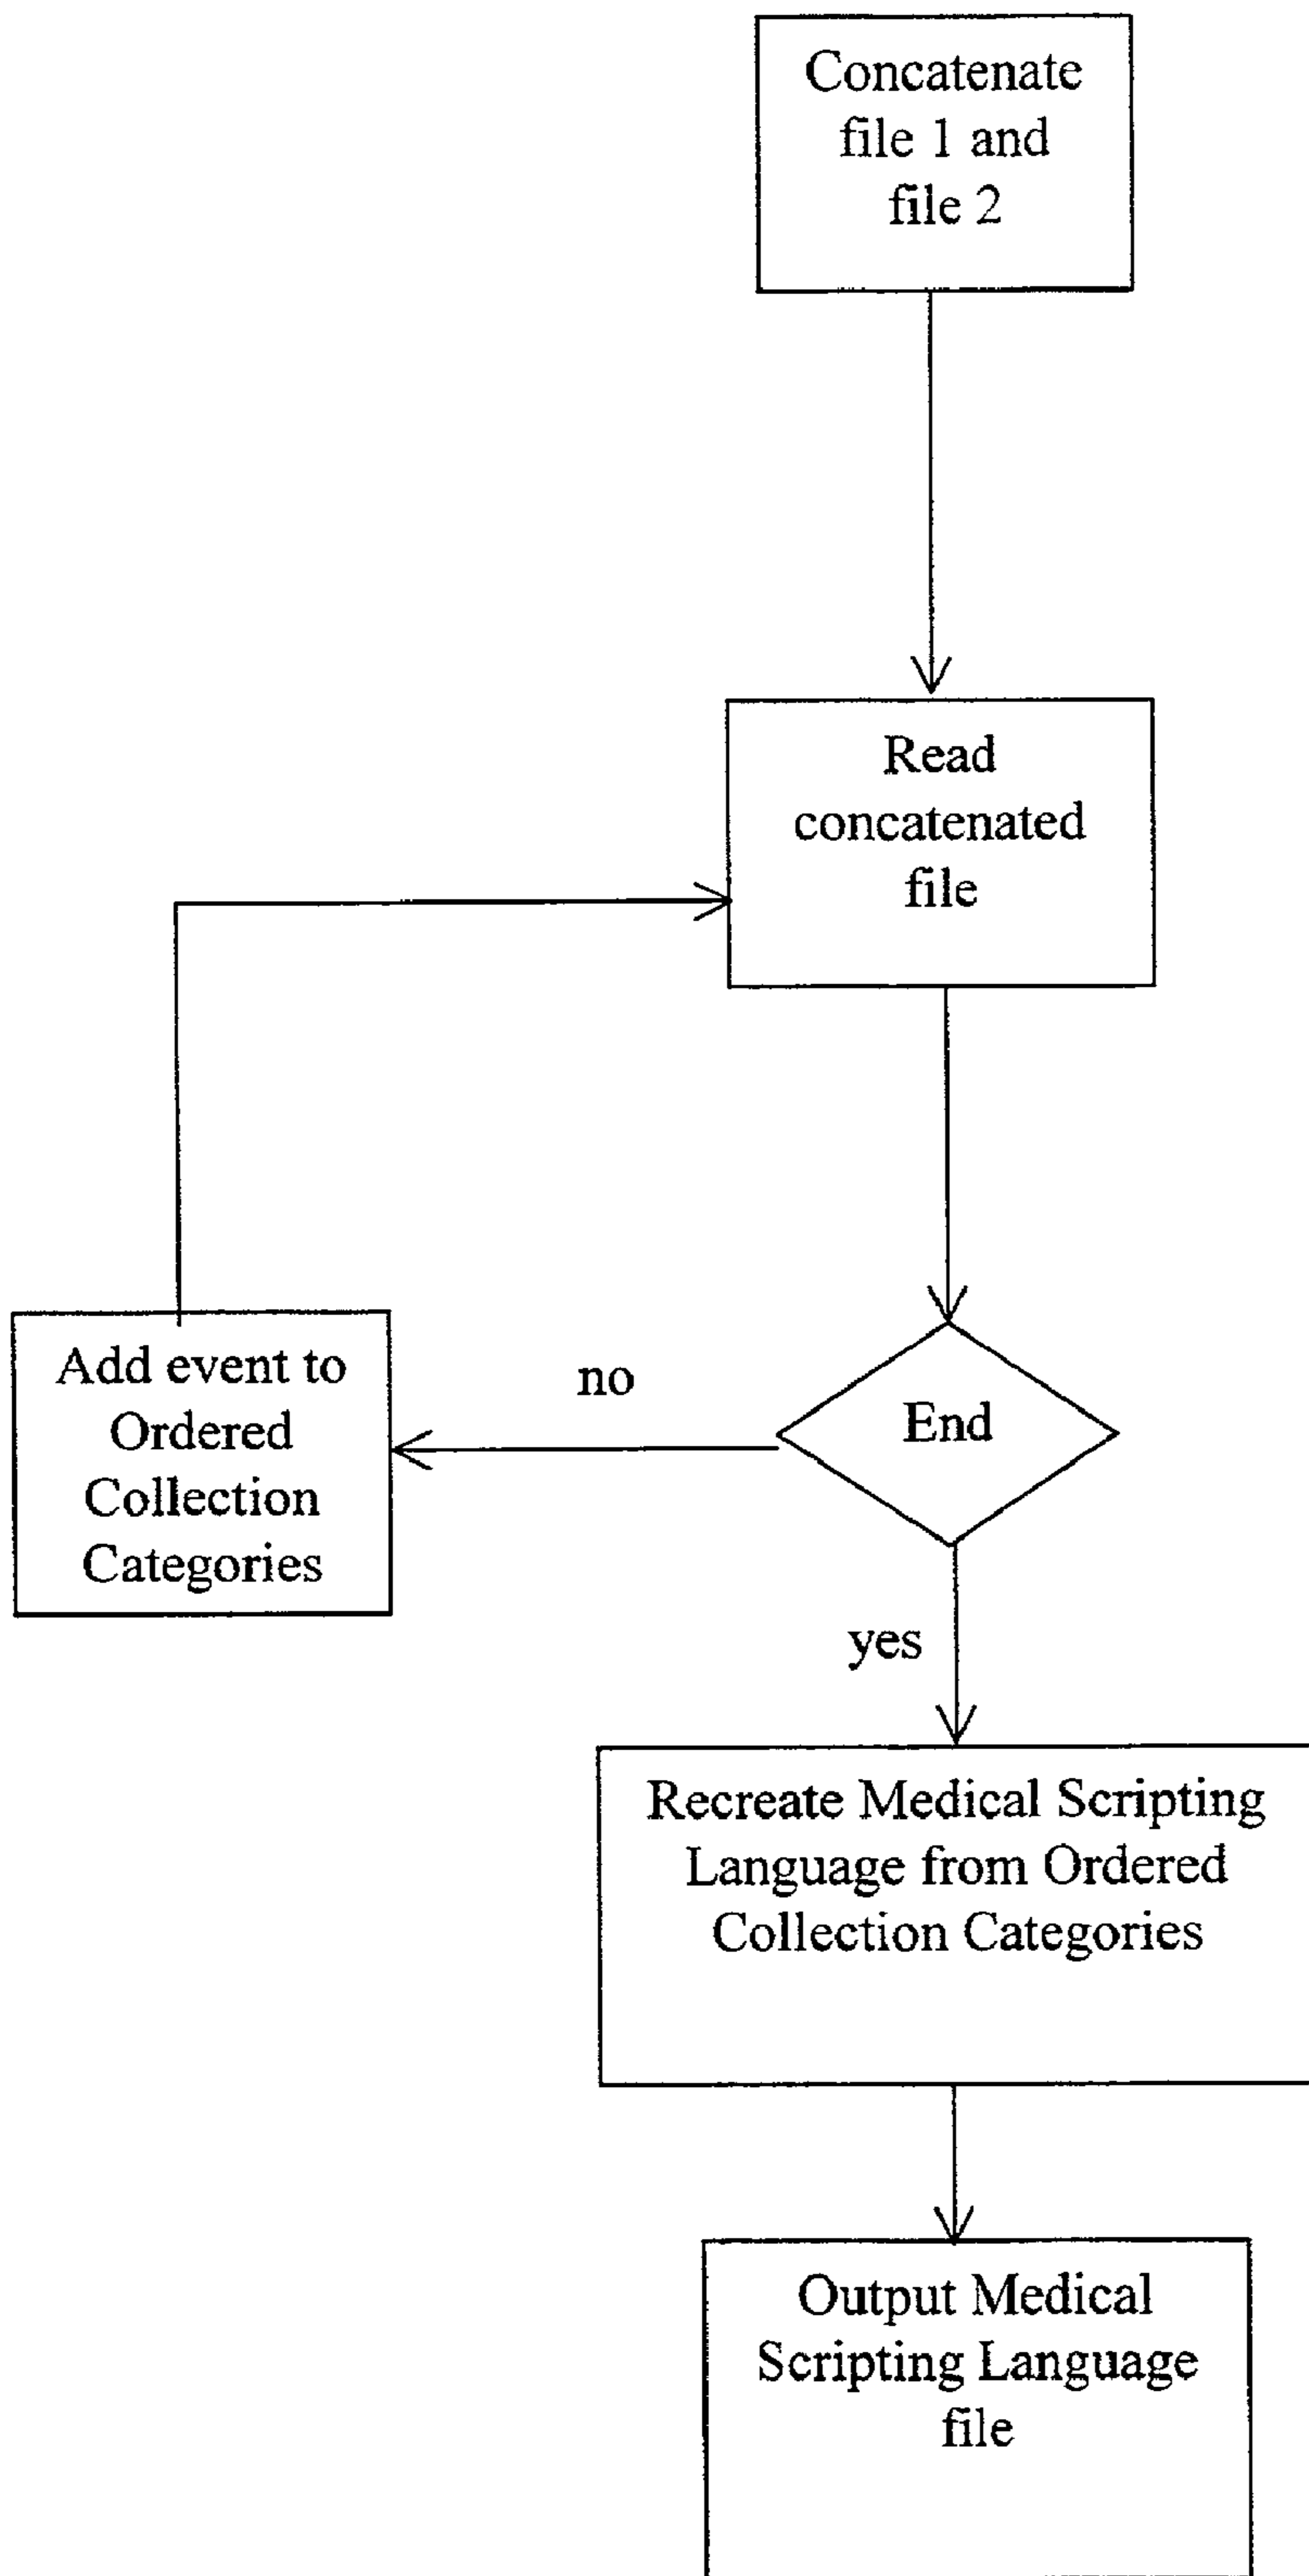 Concatenate
file 1 and
file 2
Read
concatenated
file
Add event to
Ordered
Collection
Categories
no
End
yes
Recreate Medical Scripting
Language from Ordered
Collection Categories
Output Medical
Scripting Language
file